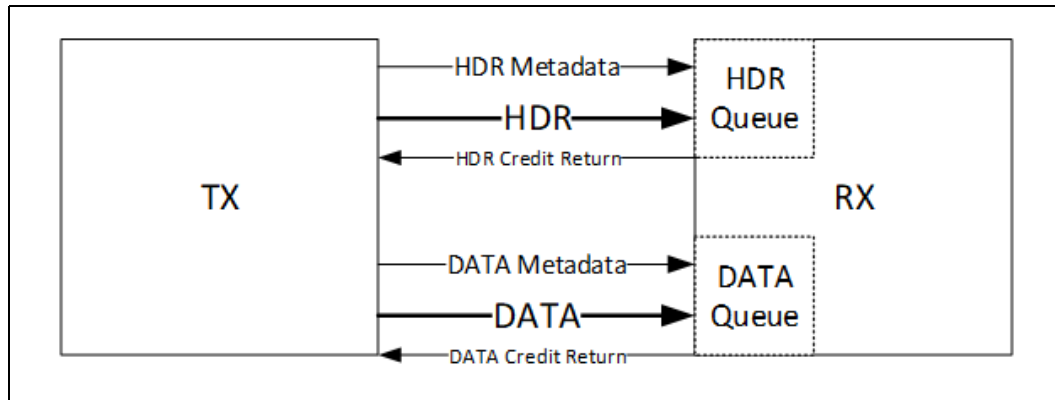 HDR Metadata
HDR
HDR Credit Return
HDR
Queue
TX
RX
DATA Metadata
DATA
DATA Credit Return
DATA
Queue